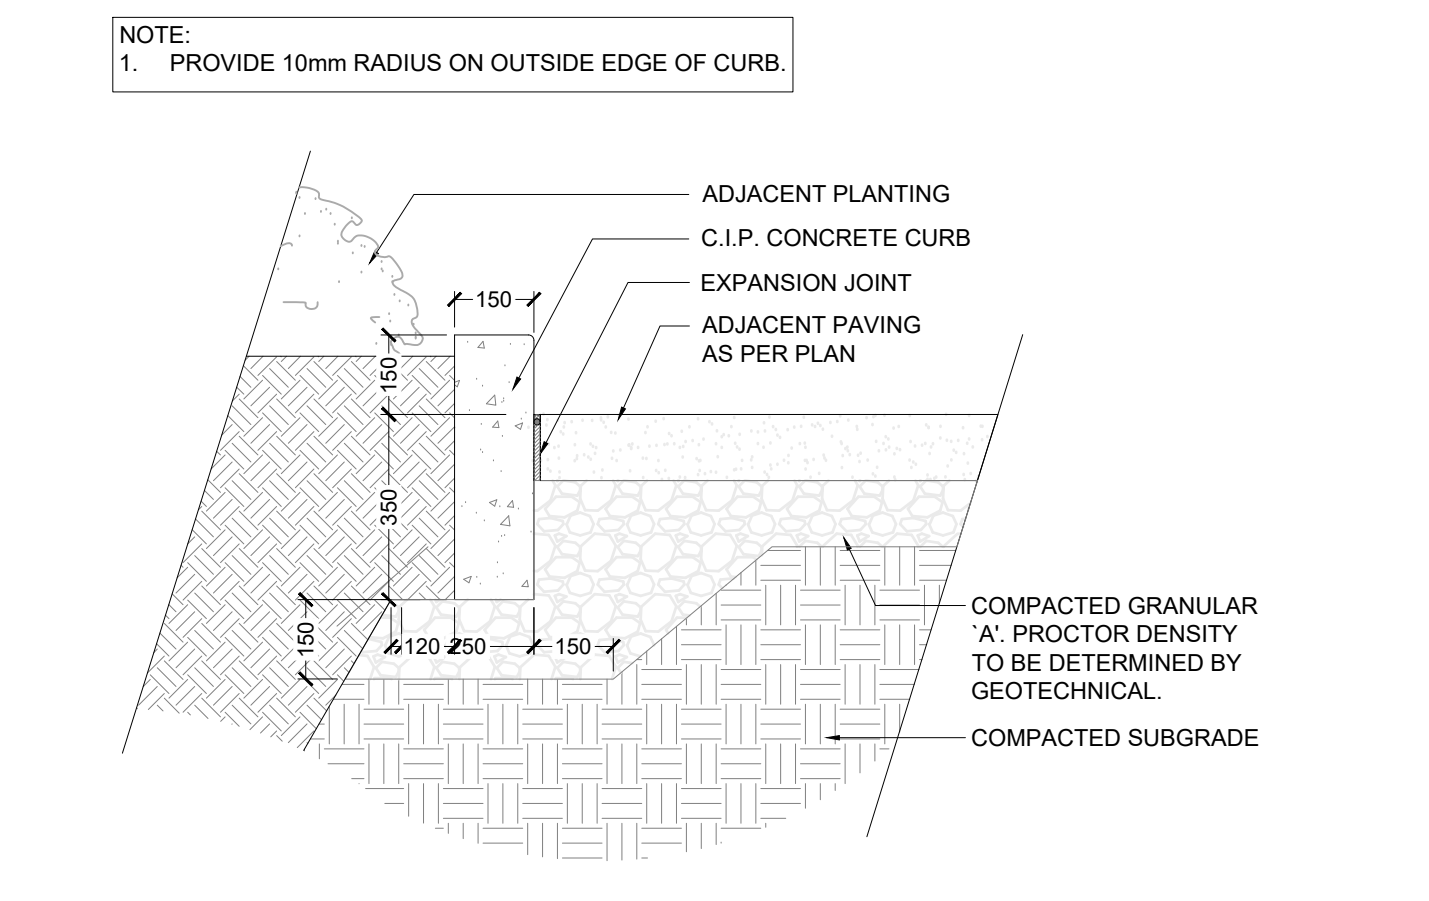 NOTE:
1. PROVIDE 10mm RADIUS ON OUTSIDE EDGE OF CURB.
ADJACENT PLANTING
C.I.P. CONCRETE CURB
EXPANSION JOINT
ADJACENT PAVING
AS PER PLAN
150
150
350
150
120
250
150
COMPACTED GRANULAR
`A'. PROCTOR DENSITY
TO BE DETERMINED BY
GEOTECHNICAL.
COMPACTED SUBGRADE